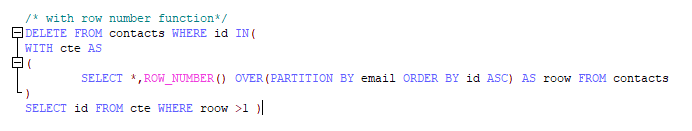 /* with row number function*/
DELETE FROM contacts WHERE id IN(
WITH cte AS
(
SELECT *,ROW_NUMBER() OVER(PARTITION BY email ORDER BY id ASC) AS roow FROM contacts
)
SELECT id FROM cte WHERE roow >1 )